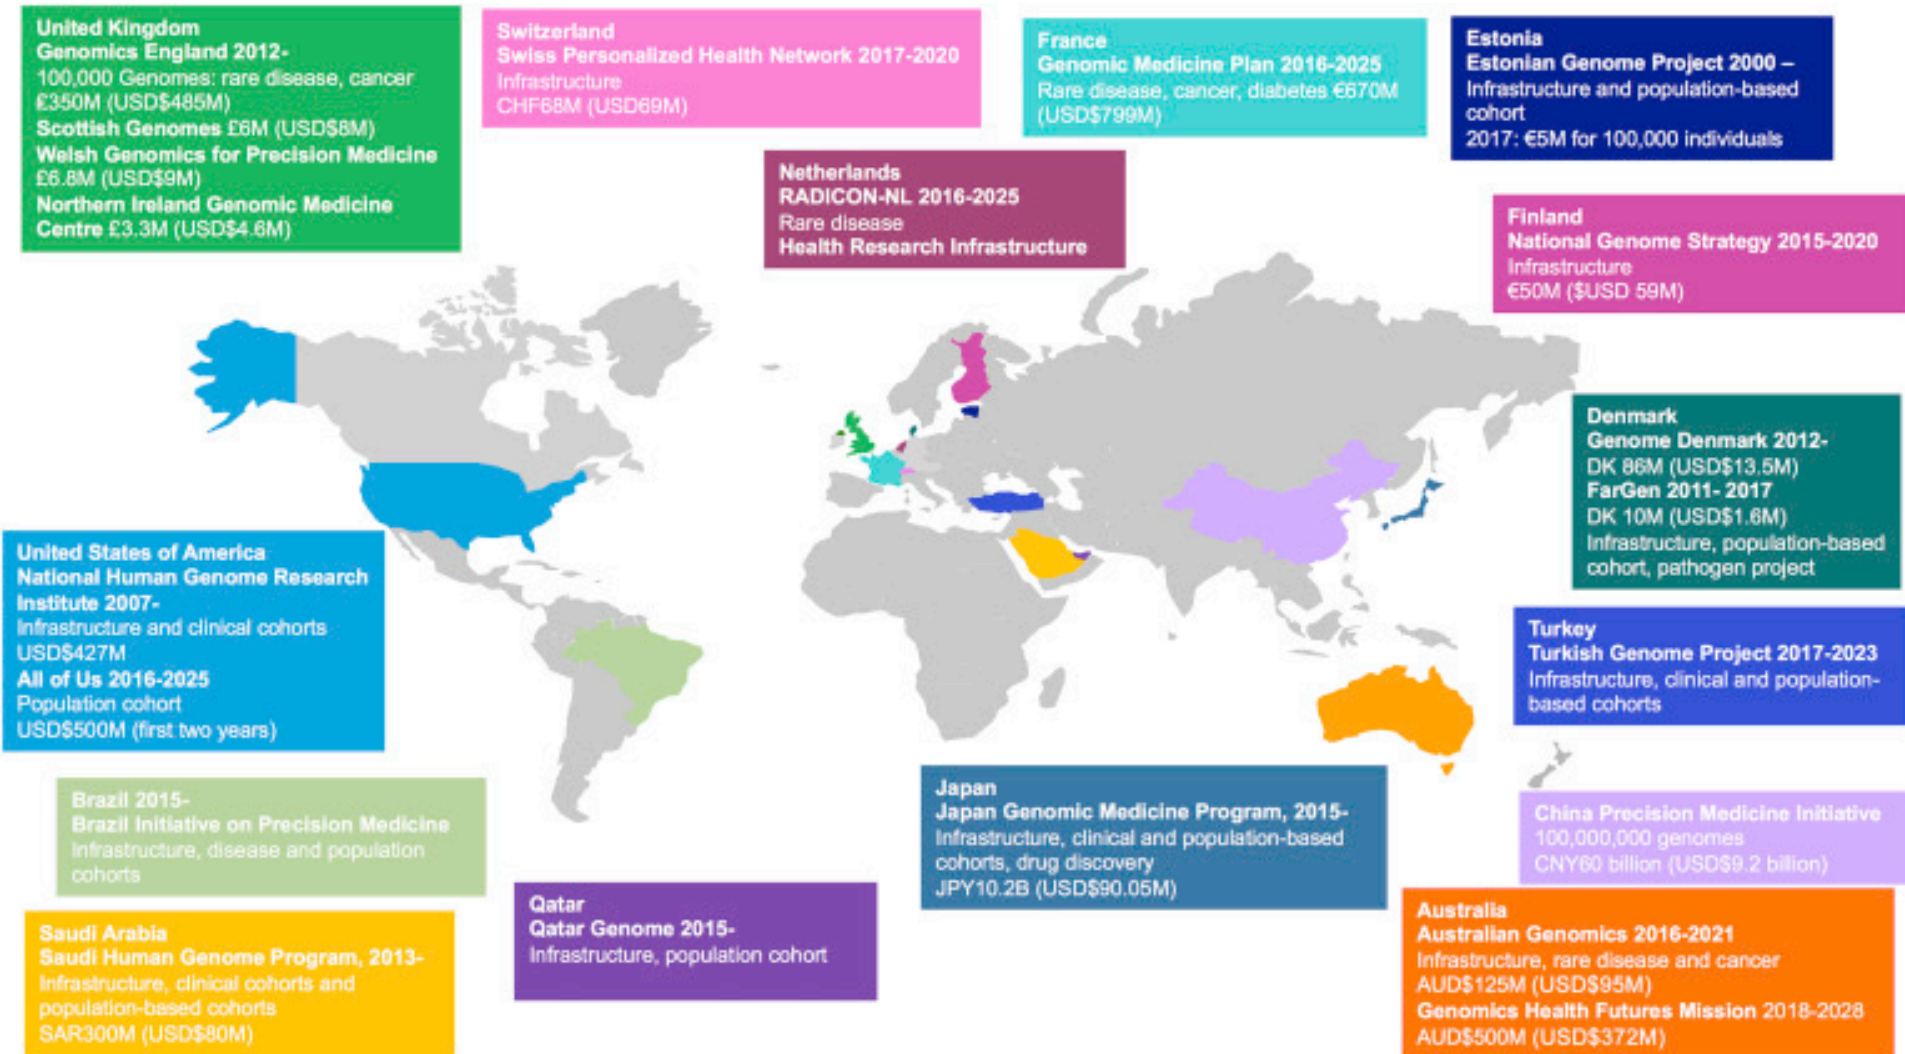 United Kingdom
Genomics England 2012-
100,000 Genomes: rare disease, cancer
£350M (USD$485M)
Scottish Genomes £6M (USD$8M)
Welsh Genomics for Precision Medicine
£6.8M (USD$9M)
Northern Ireland Genomic Medicine
Centre £3.3M (USD$4.6M)
Switzerland
Swiss Personalized Health Network 2017-2020
Infrastructure
CHF68M (USD69M)
France
Genomic Medicine Plan 2016-2025
Rare disease, cancer, diabetes €670M
(USD$799M)
Estonia
Estonian Genome Project 2000 –
Infrastructure and population-based
cohort
2017: €5M for 100,000 individuals
Netherlands
RADICON-NL 2016-2025
Rare disease
Health Research Infrastructure
Finland
National Genome Strategy 2015-2020
Infrastructure
€50M ($USD 59M)
Denmark
Genome Denmark 2012-
DK 86M (USD$13.5M)
FarGen 2011- 2017
DK 10M (USD$1.6M)
Infrastructure, population-based
cohort, pathogen project
United States of America
National Human Genome Research
Institute 2007-
Infrastructure and clinical cohorts
USD$427M
All of Us 2016-2025
Population cohort
USD$500M (first two years)
Turkey
Turkish Genome Project 2017-2023
Infrastructure, clinical and population-
based cohorts
Brazil 2015-
Brazil Initiative on Precision Medicine
Infrastructure, disease and population
cohorts
Japan
Japan Genomic Medicine Program, 2015-
Infrastructure, clinical and population-based
cohorts, drug discovery
JPY10.2B (USD$90.05M)
China Precision Medicine Initiative
100,000,000 genomes
CNY60 billion (USD$9.2 billion)
Saudi Arabia
Saudi Human Genome Program, 2013-
Infrastructure, clinical cohorts and
population-based cohorts
SAR300M (USD$80M)
Qatar
Qatar Genome 2015-
Infrastructure, population cohort
Australia
Australian Genomics 2016-2021
Infrastructure, rare disease and cancer
AUD$125M (USD$95M)
Genomics Health Futures Mission 2018-2028
AUD$500M (USD$372M)